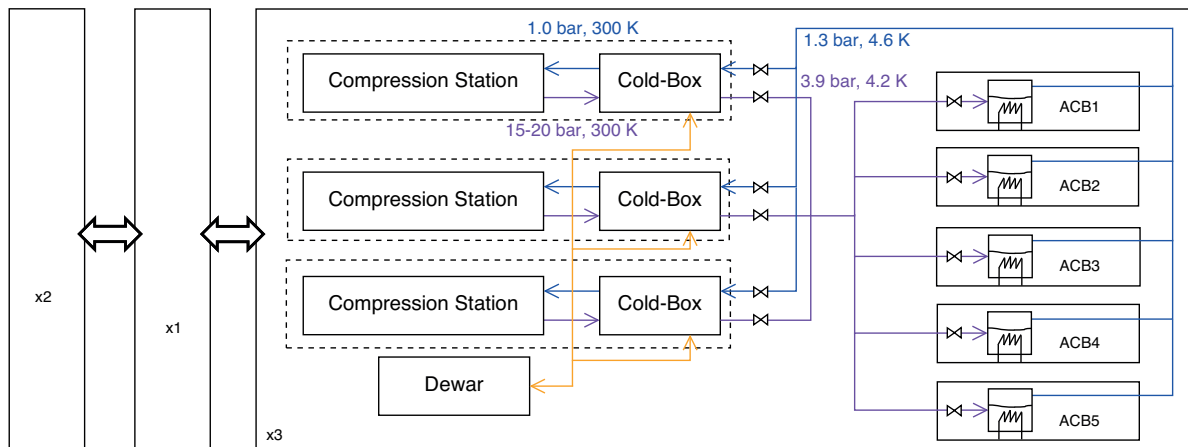 1.0 bar, 300 K
1.3 bar, 4.6 K
Compression Station
Cold-Box
3.9 bar, 4.2 K
ACB1
15-20 bar, 300 K
Compression Station
Cold-Box
ACB2
Compression Station
Cold-Box
ACB3
x2
x1
ACB4
Dewar
ACB5
x3